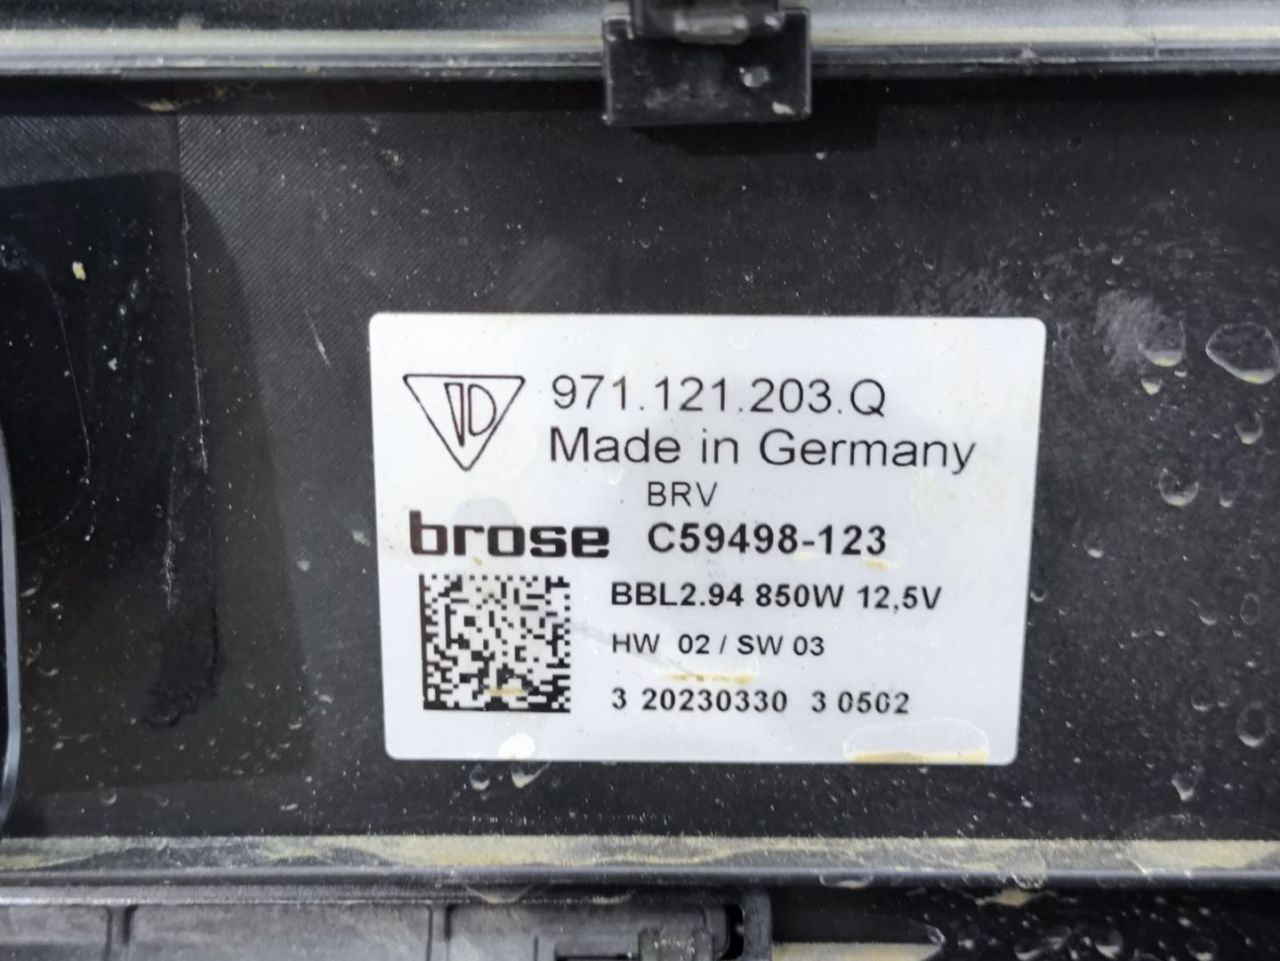 971.121.203.Q
Made in Germany
BRV
brose C59498-123
BBL2.94 850W 12,5V
HW 02 / SW 03
3 20230330 3 0502